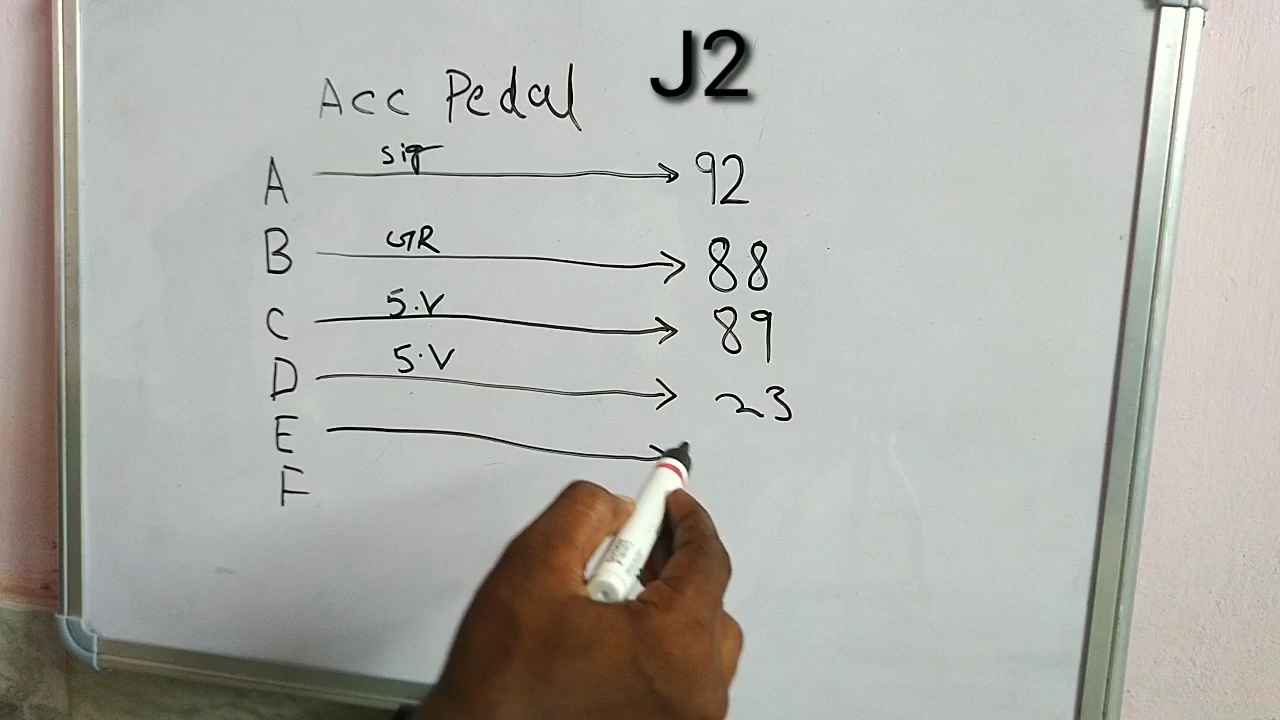 Acc Pedal J2
A sig 92
B GR 88
C 5.V 89
D 5.V 23
E
F